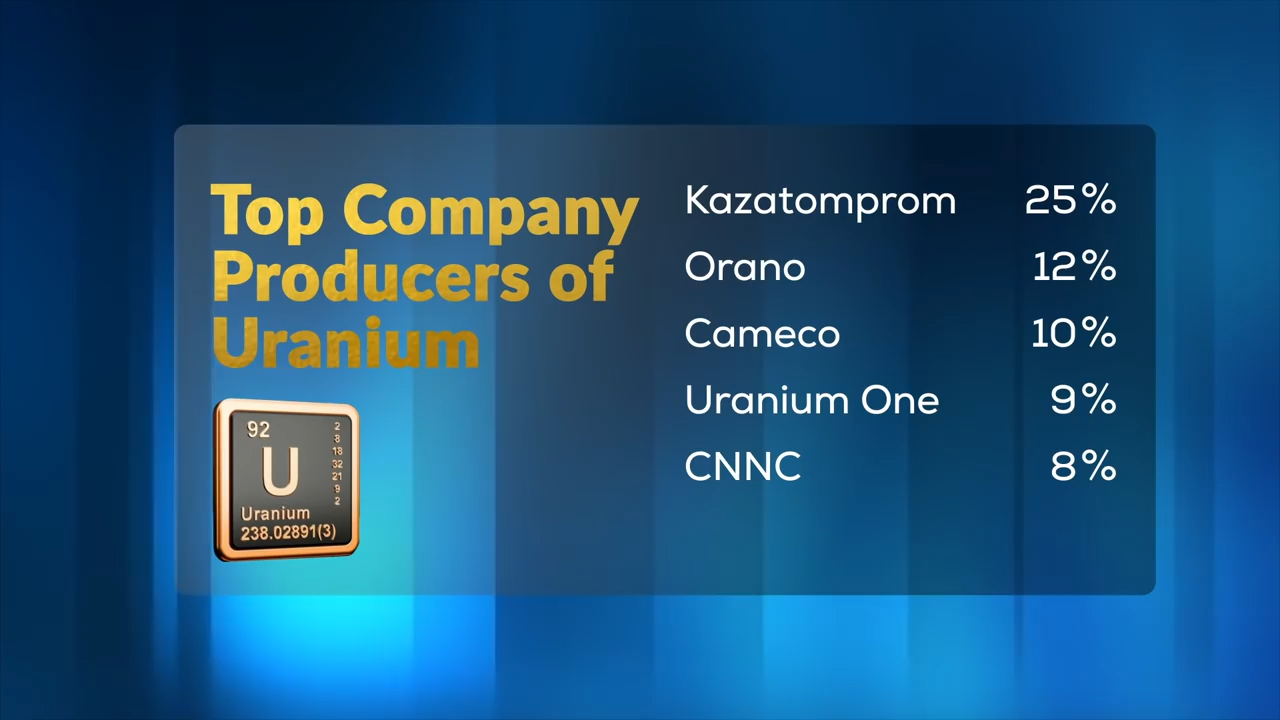 Top Company
Producers of
Uranium
92
2
8
18
32
21
9
2
U
Uranium
238.02891(3)
Kazatomprom 25%
Orano 12%
Cameco 10%
Uranium One 9%
CNNC 8%